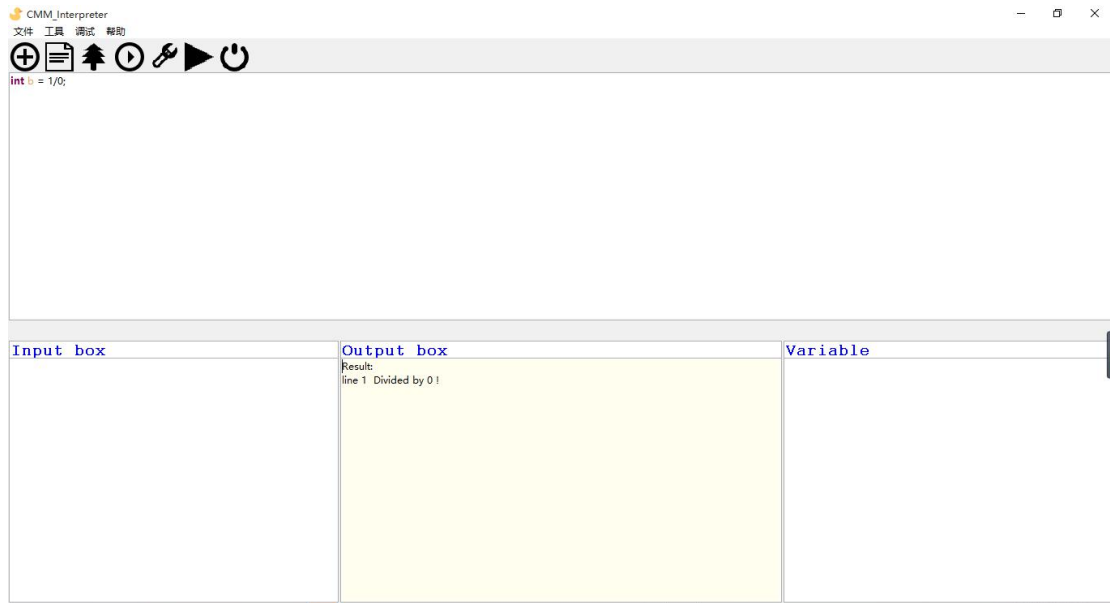 CMM_Interpreter
文件 工具 调试 帮助
int b = 1/0;
Input box
Output box
Variable
Result:
line 1 Divided by 0 !